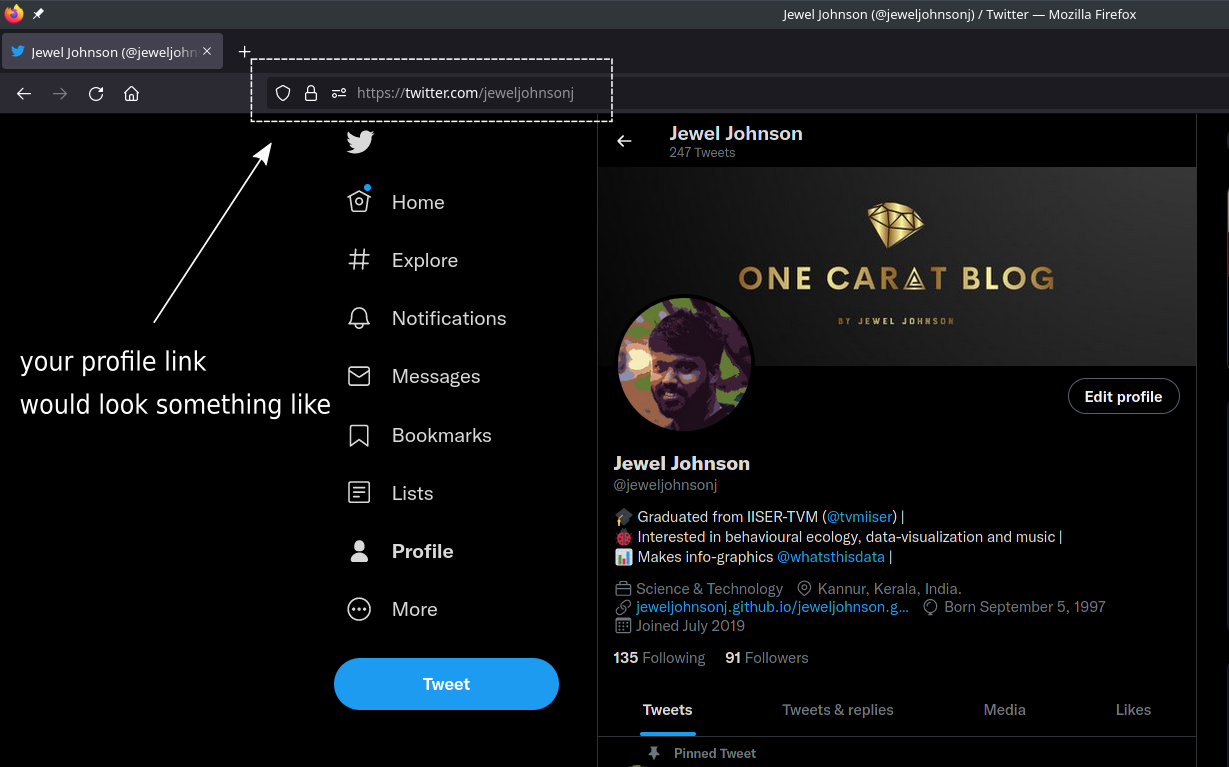 Jewel Johnson (@jeweljohnsonj) / Twitter — Mozilla Firefox
Jewel Johnson (@jeweljohn
https://twitter.com/jeweljohnsonj
your profile link
would look something like
Home
Explore
Notifications
Messages
Bookmarks
Lists
Profile
More
Tweet
Jewel Johnson
247 Tweets
ONE CARAT BLOG
BY JEWEL JOHNSON
Edit profile
Jewel Johnson
@jeweljohnsonj
🎓 Graduated from IISER-TVM (@tvmiiser) |
🐞 Interested in behavioural ecology, data-visualization and music |
📊 Makes info-graphics @whatsthisdata |
Science & Technology Kannur, Kerala, India.
jeweljohnsonj.github.io/jeweljohnson.g... Born September 5, 1997
Joined July 2019
135 Following 91 Followers
Tweets Tweets & replies Media Likes
Pinned Tweet